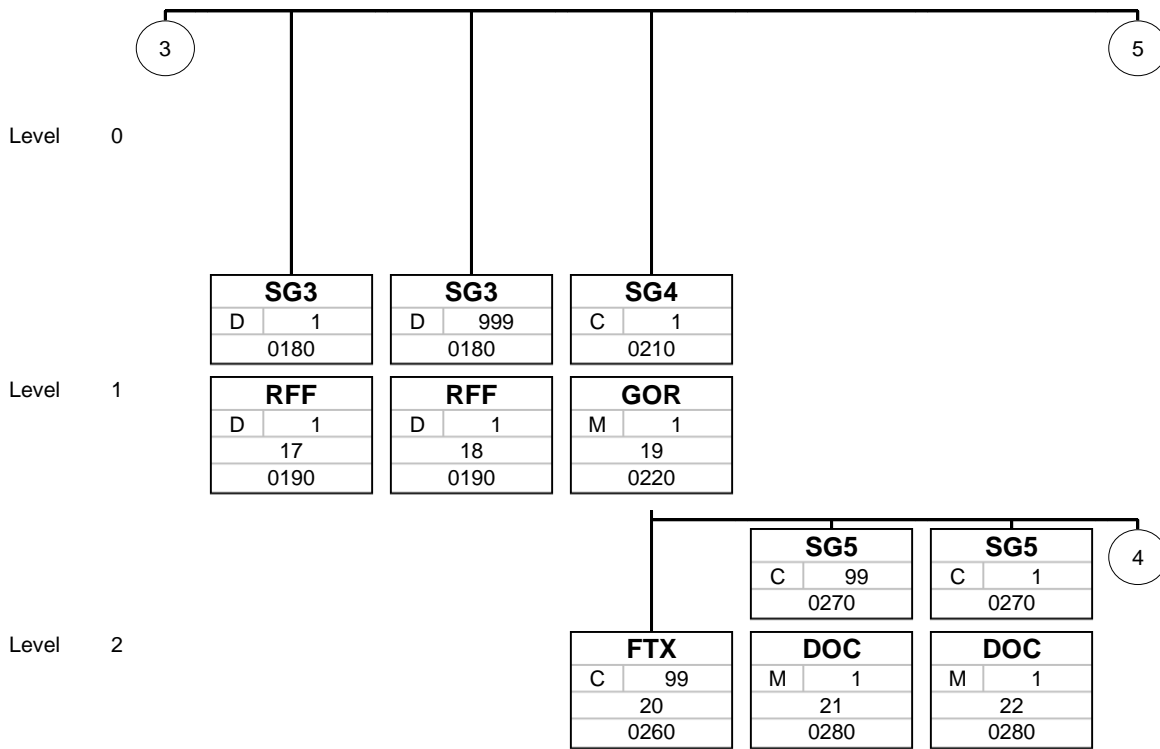 3 5
Level 0
SG3 SG3 SG4
D 1 D 999 C 1
0180 0180 0210
Level 1
RFF RFF GOR
D 1 D 1 M 1
17 18 19
0190 0190 0220
SG5 SG5 4
C 99 C 1
0270 0270
Level 2
FTX DOC DOC
C 99 M 1 M 1
20 21 22
0260 0280 0280